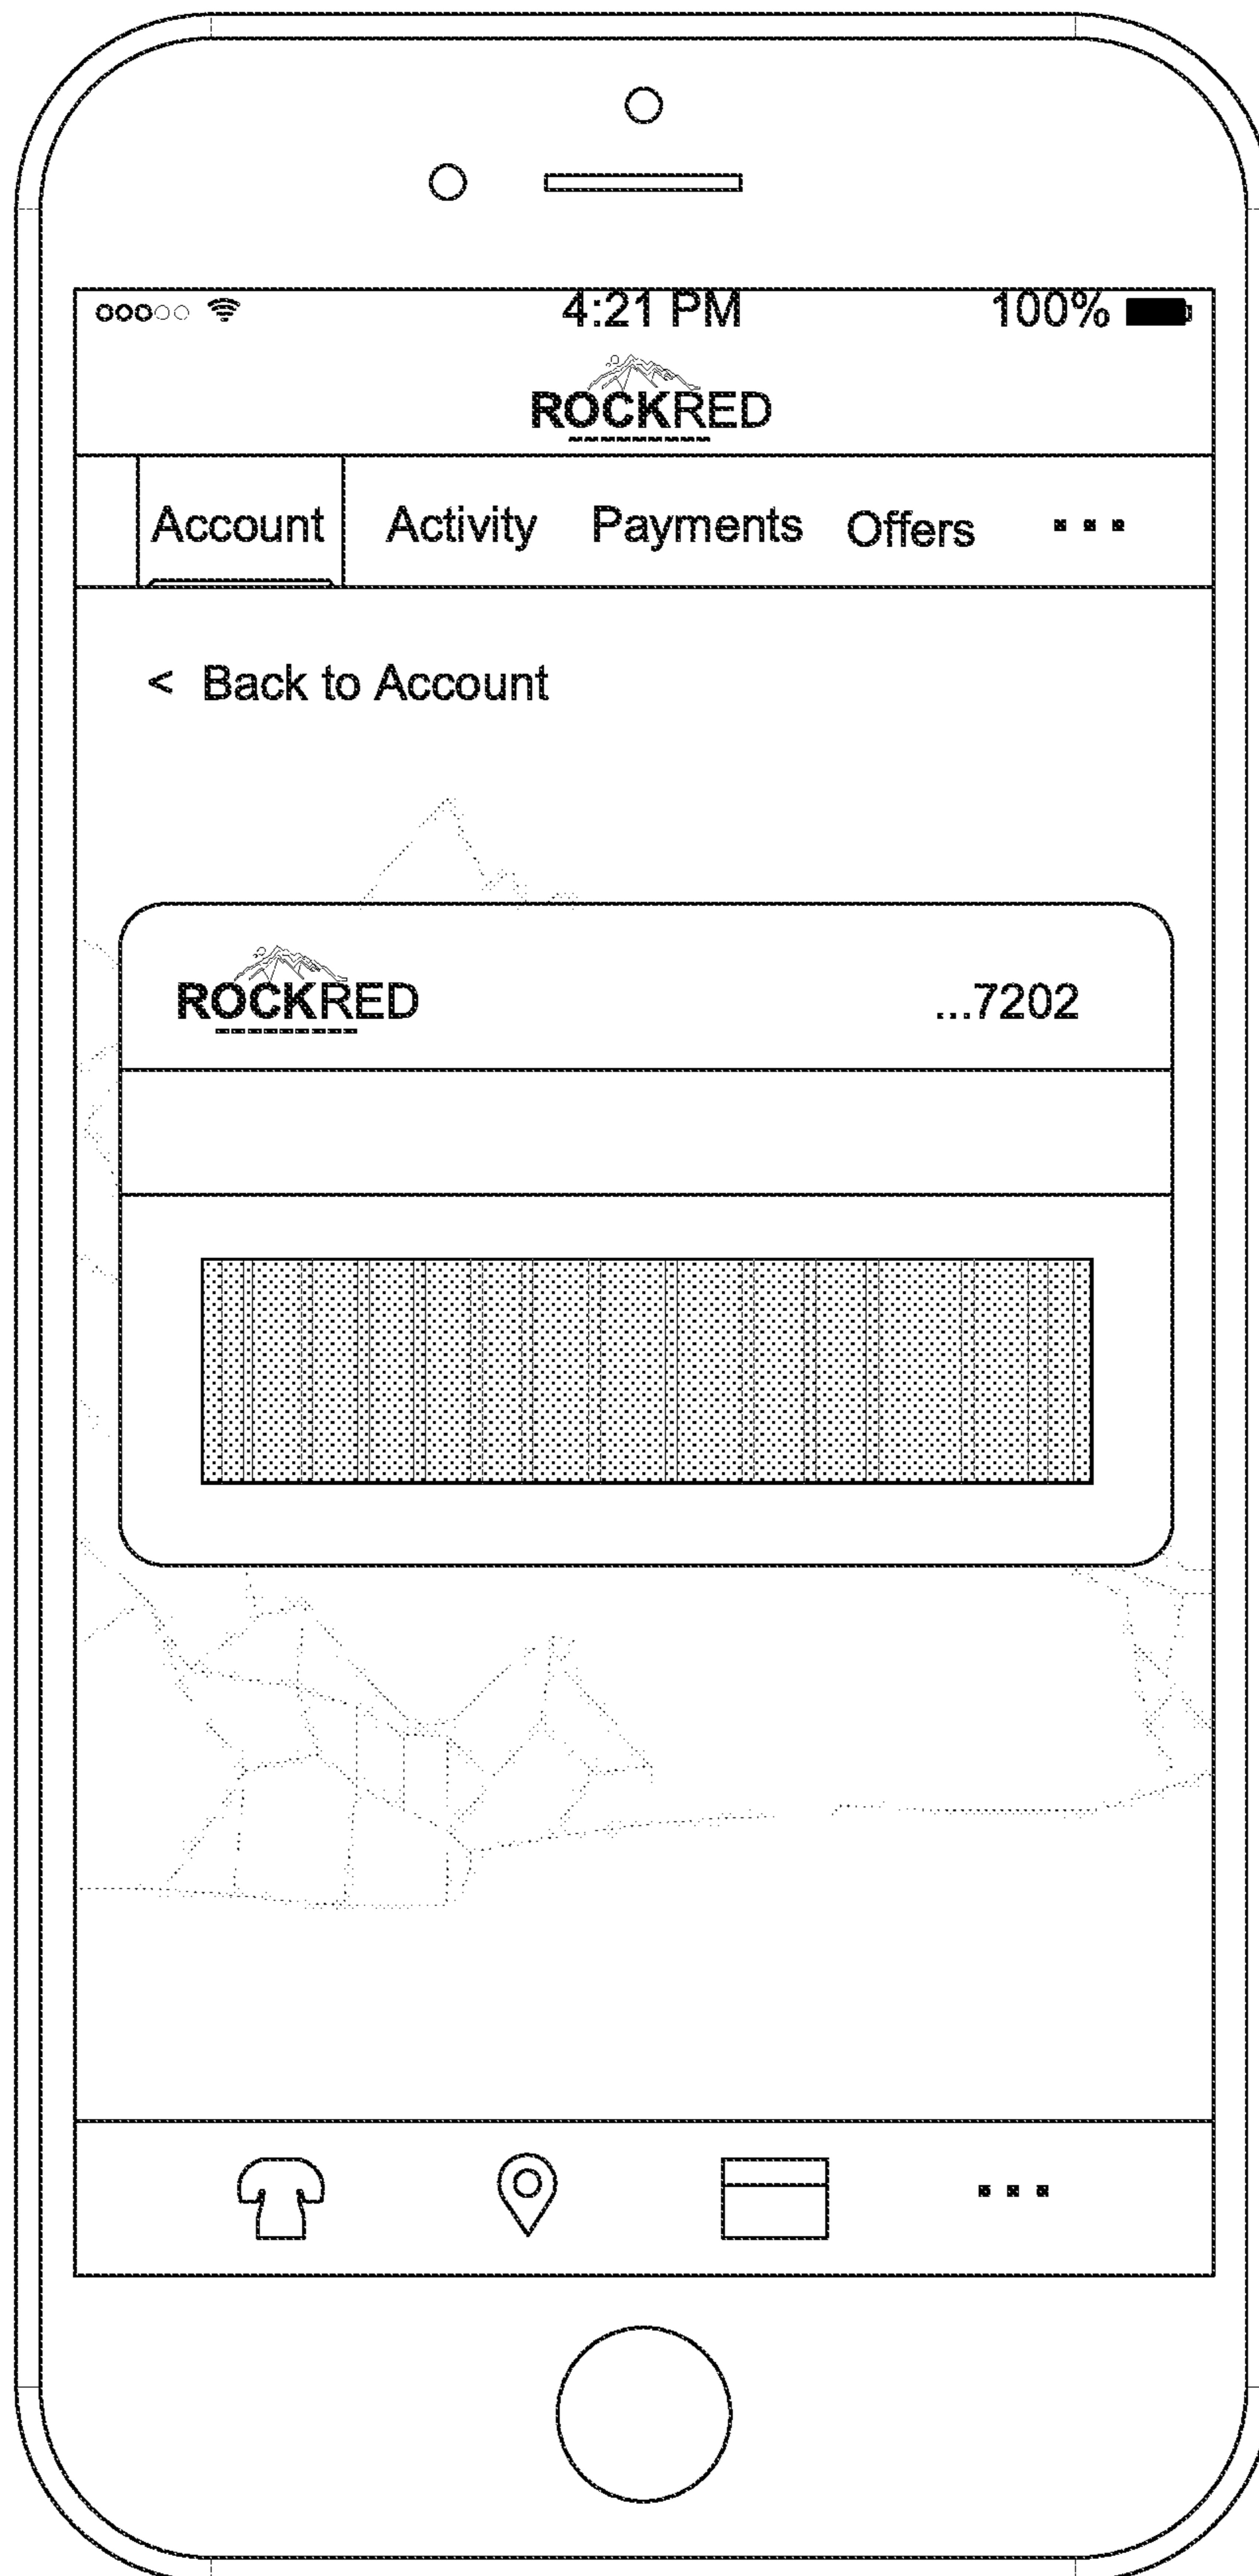 4:21 PM 100%
ROCKRED
Account Activity Payments Offers ...
< Back to Account
ROCKRED ...7202